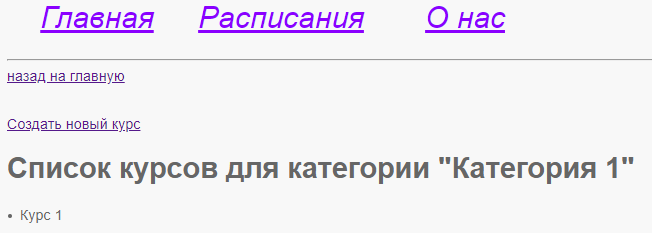 Главная Расписания О нас
назад на главную
Создать новый курс
Список курсов для категории "Категория 1"
• Курс 1